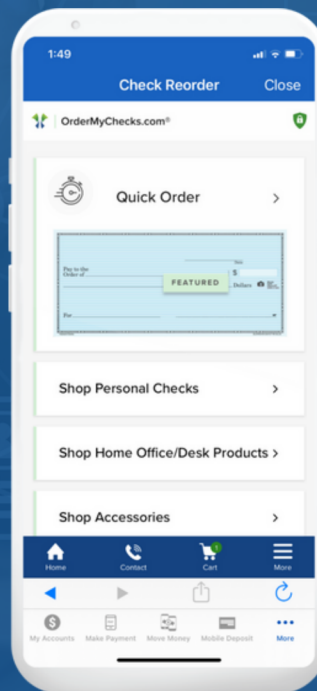 1:49
Check Reorder
Close
OrderMyChecks.com®
Quick Order
Pay to the
Order of
Date
$
FEATURED
Dollars
For
Shop Personal Checks
Shop Home Office/Desk Products
Shop Accessories
Home
Contact
Cart
More
My Accounts
Make Payment
Move Money
Mobile Deposit
More